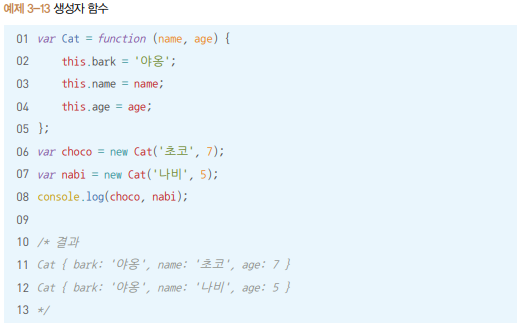 예제 3-13 생성자 함수
01 var Cat = function (name, age) {
02     this.bark = '야옹';
03     this.name = name;
04     this.age = age;
05 };
06 var choco = new Cat('초코', 7);
07 var nabi = new Cat('나비', 5);
08 console.log(choco, nabi);
09
10 /* 결과
11 Cat { bark: '야옹', name: '초코', age: 7 }
12 Cat { bark: '야옹', name: '나비', age: 5 }
13 */